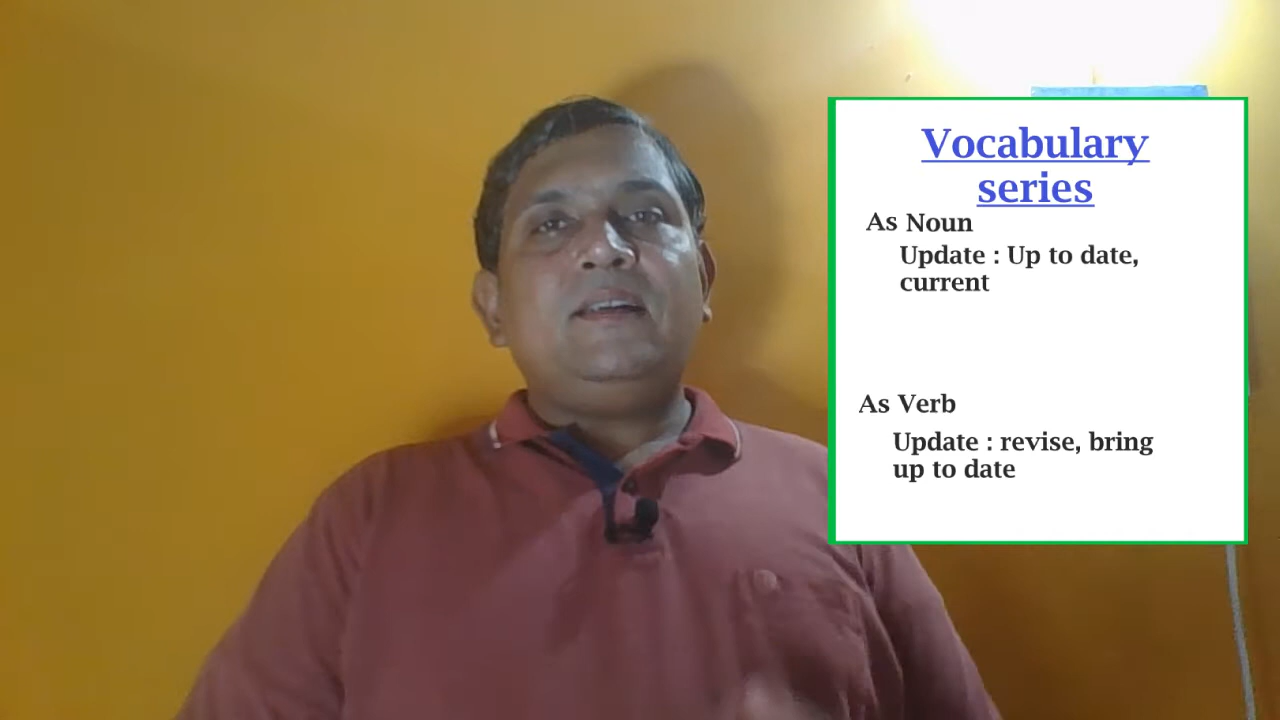 Vocabulary
series
As Noun
Update : Up to date,
current
As Verb
Update : revise, bring
up to date